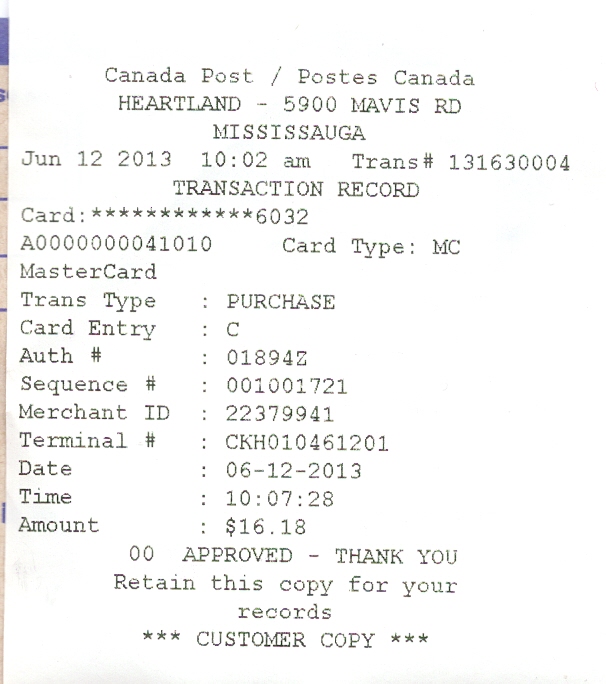 Canada Post / Postes Canada
HEARTLAND - 5900 MAVIS RD
MISSISSAUGA
Jun 12 2013 10:02 am Trans# 131630004
TRANSACTION RECORD
Card:************6032
A0000000041010 Card Type: MC
MasterCard
Trans Type : PURCHASE
Card Entry : C
Auth # : 01894Z
Sequence # : 001001721
Merchant ID : 22379941
Terminal # : CKH010461201
Date : 06-12-2013
Time : 10:07:28
Amount : $16.18
00 APPROVED - THANK YOU
Retain this copy for your
records
*** CUSTOMER COPY ***